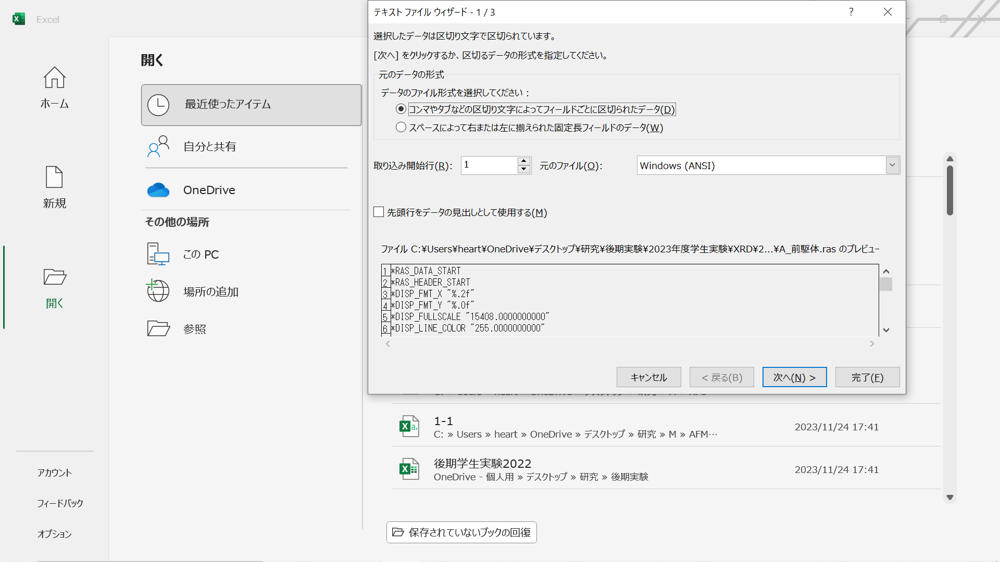 Excel
ホーム
新規
開く
アカウント
フィードバック
オプション
開く
最近使ったアイテム
自分と共有
OneDrive
その他の場所
この PC
場所の追加
参照
テキスト ファイル ウィザード - 1 / 3
?
選択したデータは区切り文字で区切られています。
[次へ] をクリックするか、区切るデータの形式を指定してください。
元のデータの形式
データのファイル形式を選択してください：
コンマやタブなどの区切り文字によってフィールドごとに区切られたデータ(D)
スペースによって右または左に揃えられた固定長フィールドのデータ(W)
取り込み開始行(R): 1 元のファイル(O): Windows (ANSI)
先頭行をデータの見出しとして使用する(M)
ファイル C:¥Users¥heart¥OneDrive¥デスクトップ¥研究¥後期実験¥2023年度学生実験¥XRD¥2...¥A_前駆体.ras のプレビュー
1 *RAS_DATA_START
2 *RAS_HEADER_START
3 *DISP_FMT_X "%.2f"
4 *DISP_FMT_Y "%.0f"
5 *DISP_FULLSCALE "15408.0000000000"
6 *DISP_LINE_COLOR "255.0000000000"
キャンセル < 戻る(B) 次へ(N) > 完了(F)
1-1
C: » Users » heart » OneDrive » デスクトップ » 研究 » M » AFM…
2023/11/24 17:41
後期学生実験2022
OneDrive - 個人用 » デスクトップ » 研究 » 後期実験
2023/11/24 17:41
保存されていないブックの回復